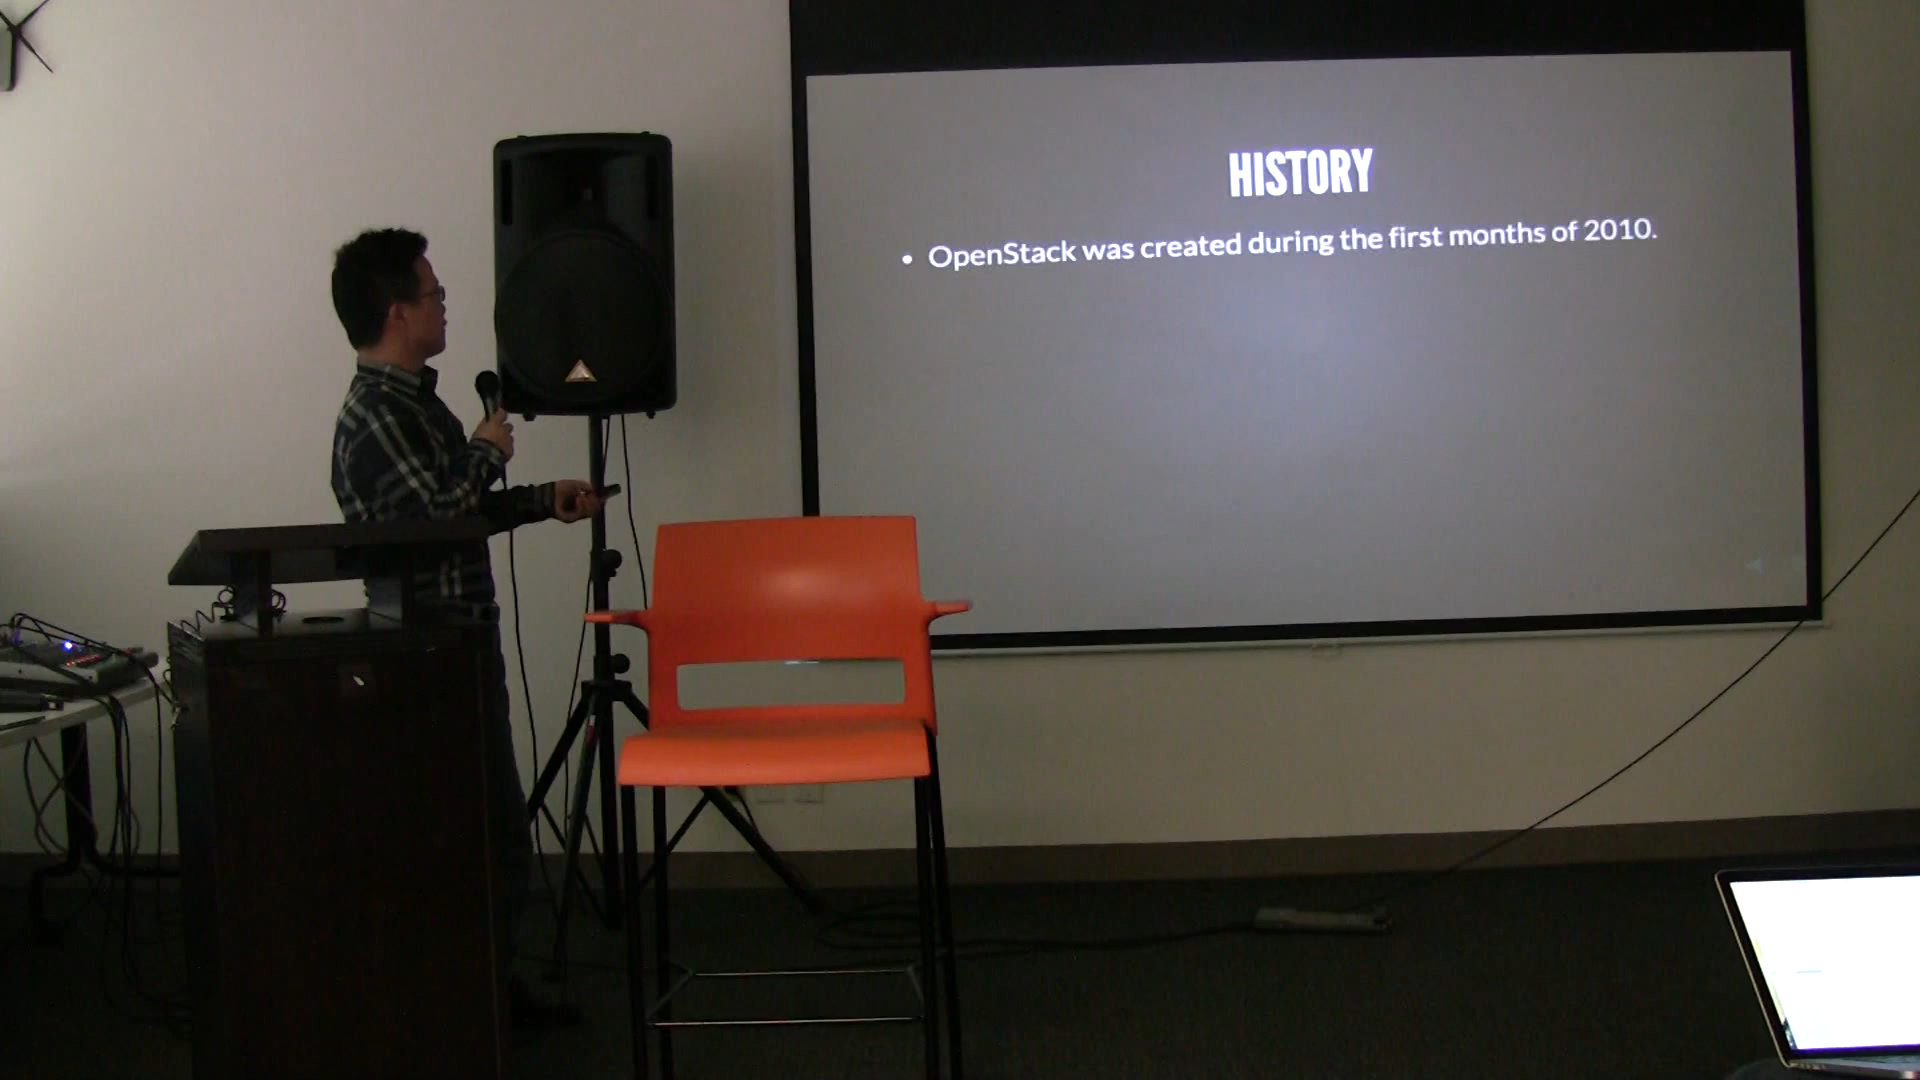 HISTORY
• OpenStack was created during the first months of 2010.